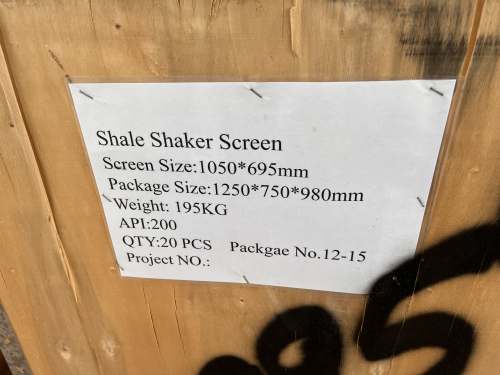 Shale Shaker Screen
Screen Size:1050*695mm
Package Size:1250*750*980mm
Weight: 195KG
API:200
QTY:20 PCS Packgae No.12-15
Project NO.: